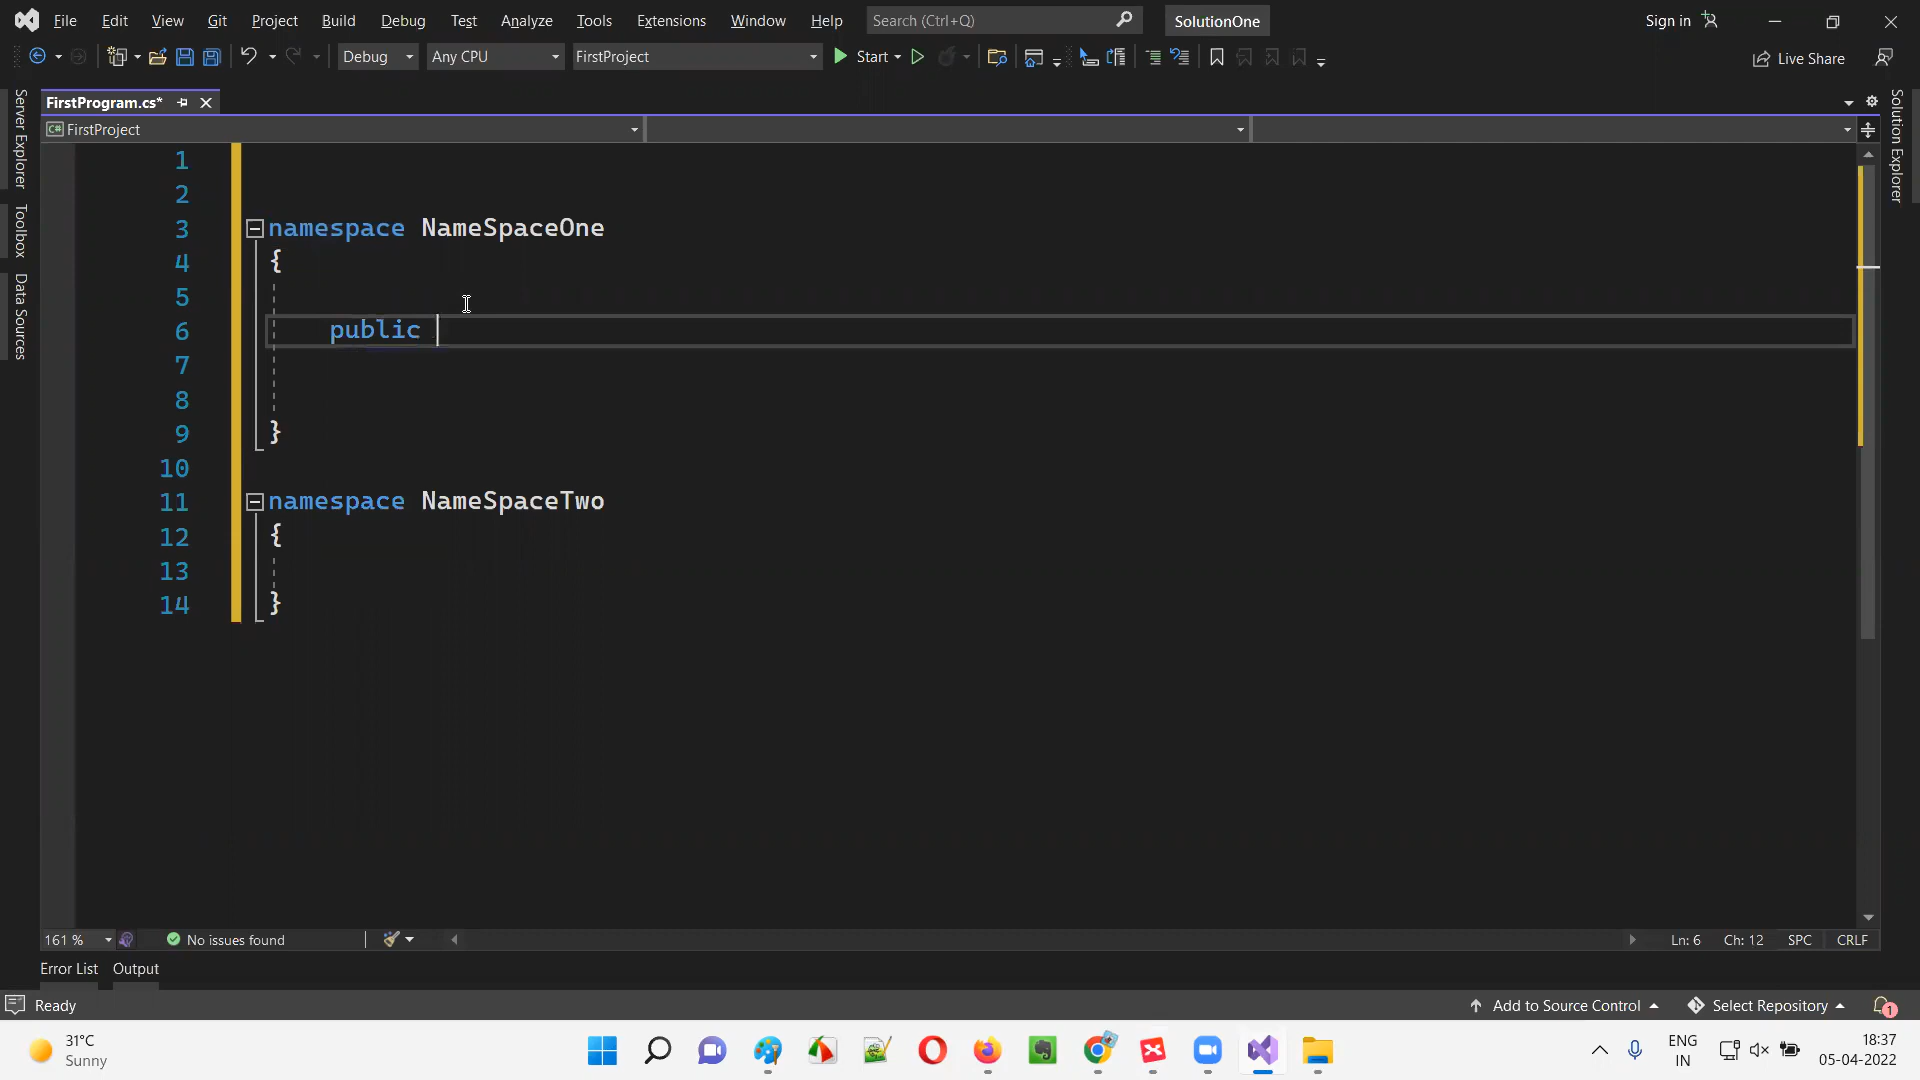 File Edit View Git Project Build Debug Test Analyze Tools Extensions Window Help Search (Ctrl+Q) SolutionOne Sign in
Debug Any CPU FirstProject Start Live Share
Server Explorer
Toolbox
Data Sources
FirstProgram.cs*
C# FirstProject
Solution Explorer
1
2
3 namespace NameSpaceOne
4 {
5
6 public
7
8
9 }
10
11 namespace NameSpaceTwo
12 {
13
14 }
161 % No issues found Ln: 6 Ch: 12 SPC CRLF
Error List Output
Ready Add to Source Control Select Repository 1
31°C
Sunny
ENG
IN
18:37
05-04-2022